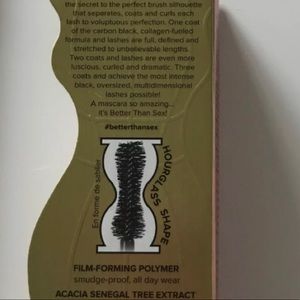 the secret to the perfect brush silhouette
that separates, coats and curls each
lash to voluptuous perfection. One coat
of the carbon black, collagen-fueled
formula and lashes are full, defined and
stretched to unbelievable lengths.
Two coats and lashes are even more
luscious, curled and dramatic. Three
coats and achieve the most intense
black, oversized, multidimensional
lashes possible!
A mascara so amazing...
it's Better Than Sex!
#betterthansex
En forme de sablier
HOURGLASS SHAPE
FILM-FORMING POLYMER
smudge-proof, all day wear
ACACIA SENEGAL TREE EXTRACT